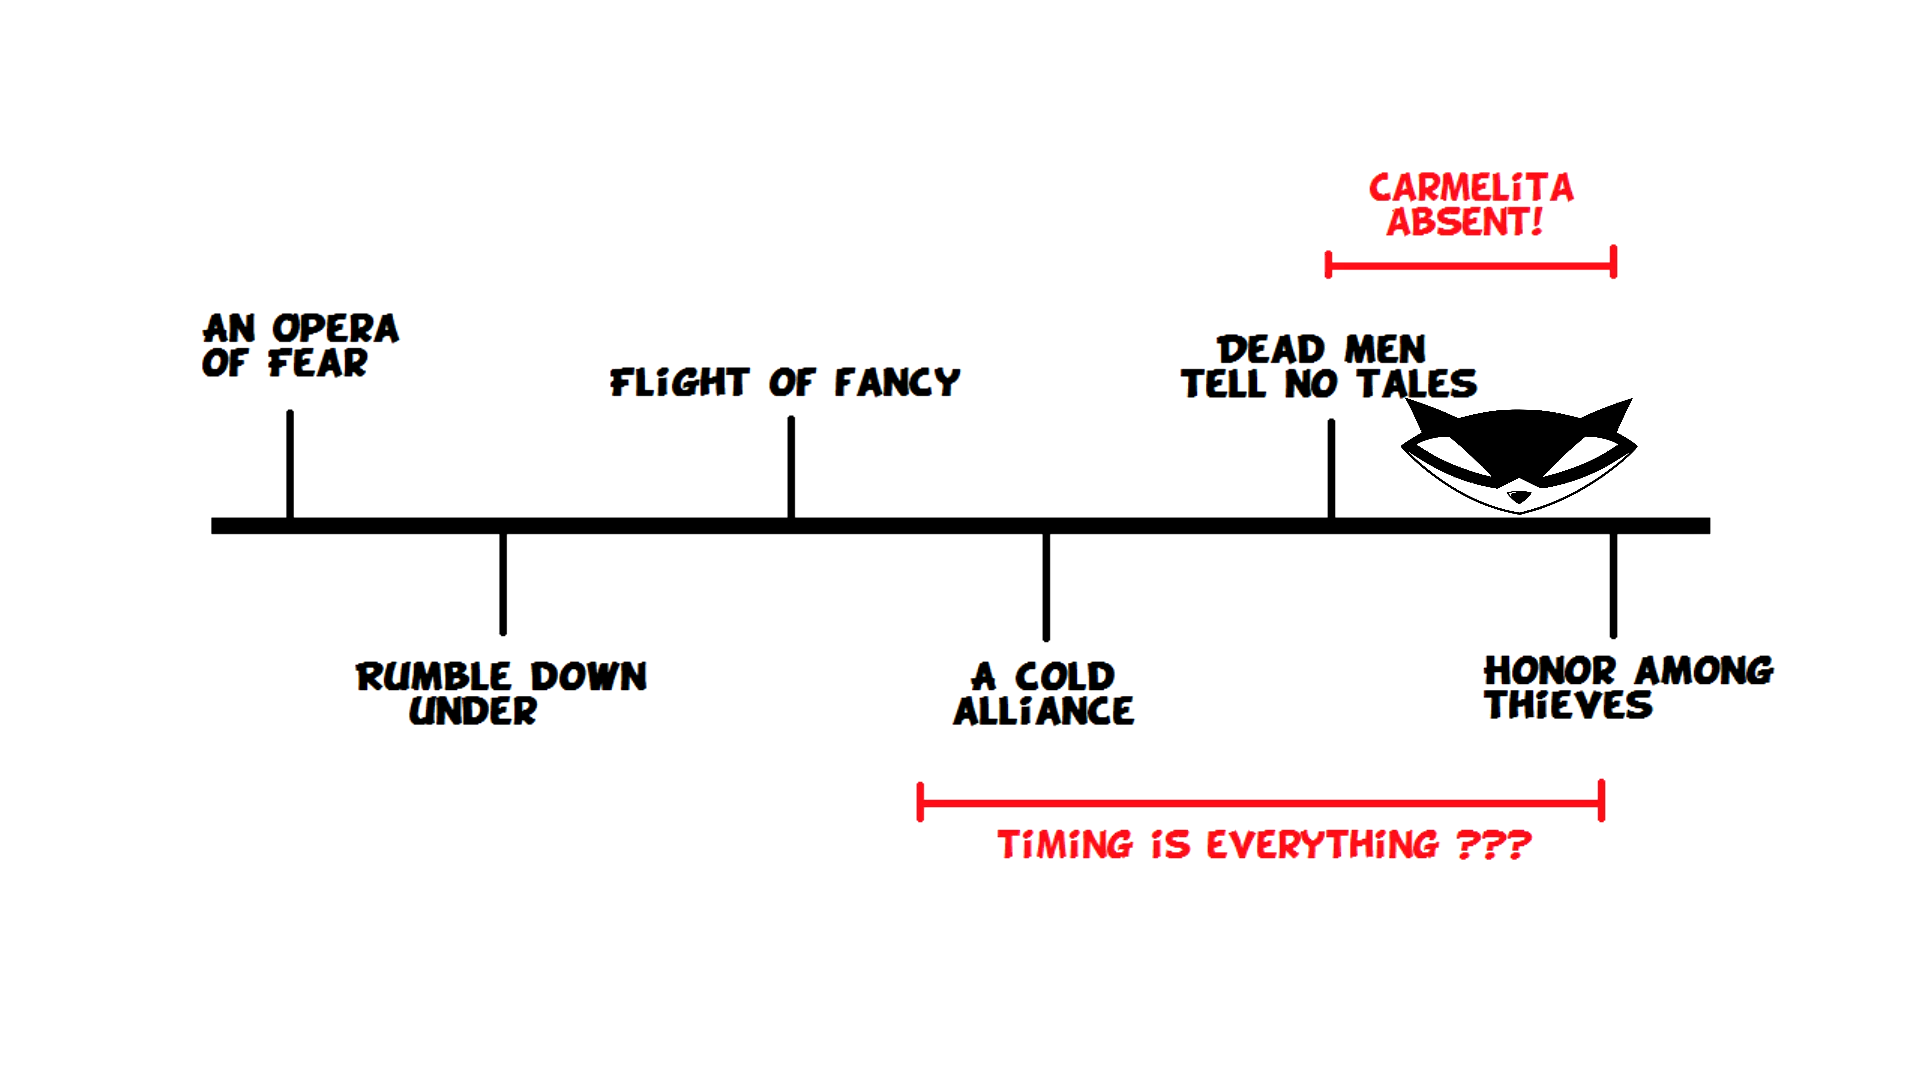 CARMELiTA
ABSENT!
AN OPERA
OF FEAR
FLiGHT OF FANCY
DEAD MEN
TELL NO TALES
RUMBLE DOWN
UNDER
A COLD
ALLiANCE
HONOR AMONG
THiEVES
TiMiNG iS EVERYTHiNG ???